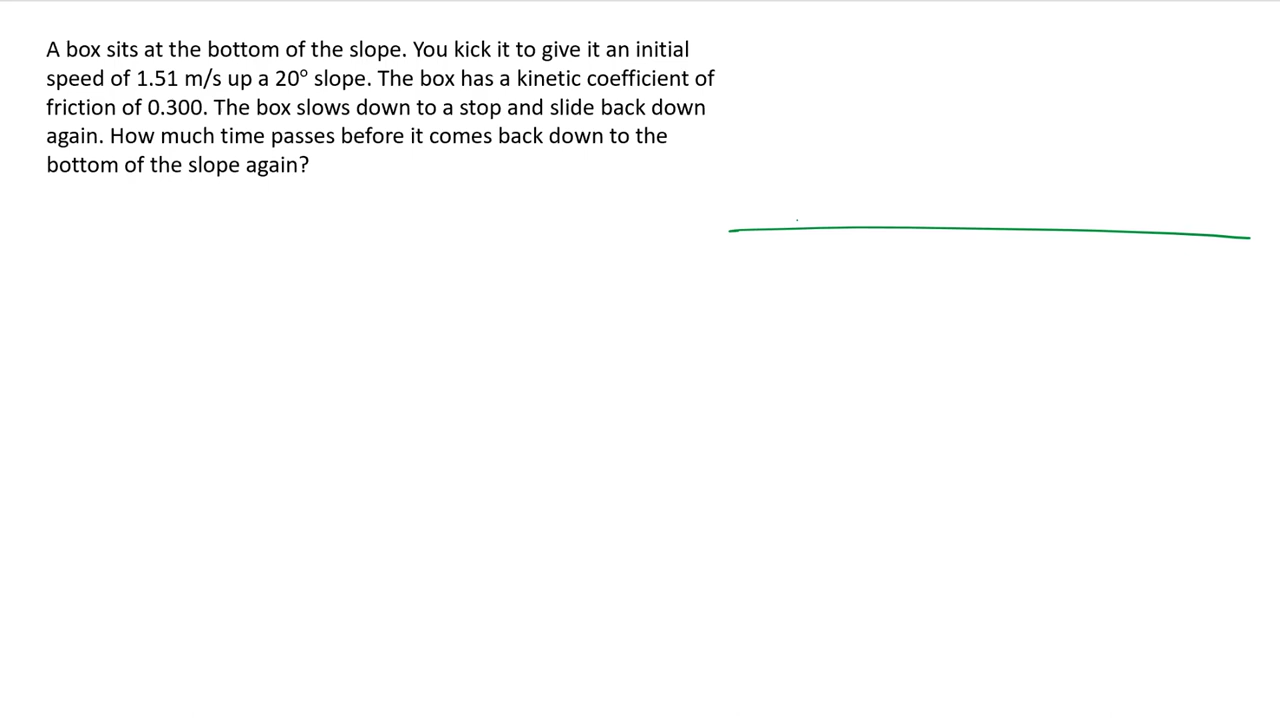 A box sits at the bottom of the slope. You kick it to give it an initial
speed of 1.51 m/s up a 20° slope. The box has a kinetic coefficient of
friction of 0.300. The box slows down to a stop and slide back down
again. How much time passes before it comes back down to the
bottom of the slope again?